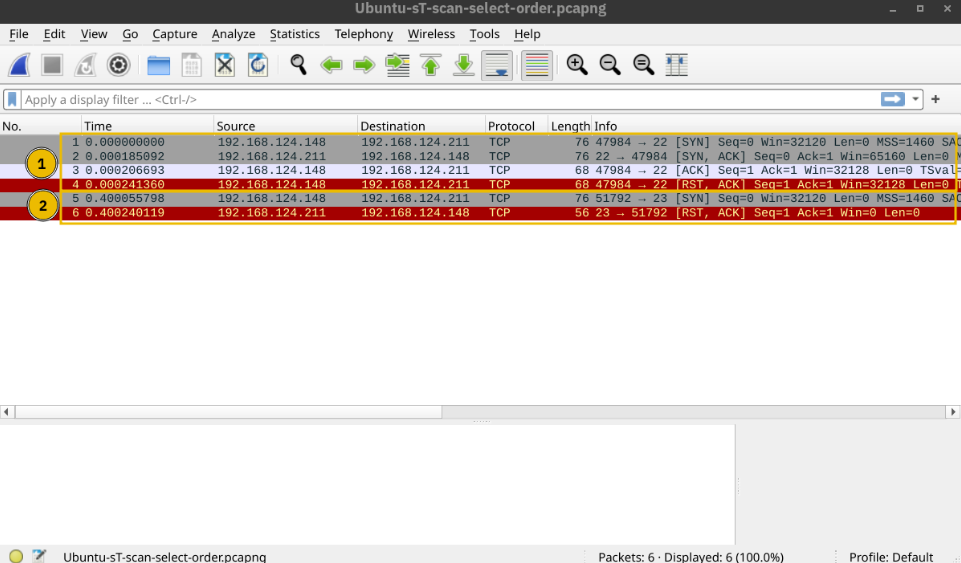 Ubuntu-sT-scan-select-order.pcapng
File Edit View Go Capture Analyze Statistics Telephony Wireless Tools Help
Apply a display filter ... <Ctrl-/>
No. Time Source Destination Protocol Length Info
1 0.000000000 192.168.124.148 192.168.124.211 TCP 76 47984 → 22 [SYN] Seq=0 Win=32120 Len=0 MSS=1460 SAC
1
2 0.000185092 192.168.124.211 192.168.124.148 TCP 76 22 → 47984 [SYN, ACK] Seq=0 Ack=1 Win=65160 Len=0 M
3 0.000206693 192.168.124.148 192.168.124.211 TCP 68 47984 → 22 [ACK] Seq=1 Ack=1 Win=32128 Len=0 TSval=
4 0.000241360 192.168.124.148 192.168.124.211 TCP 68 47984 → 22 [RST, ACK] Seq=1 Ack=1 Win=32128 Len=0 T
5 0.400055798 192.168.124.148 192.168.124.211 TCP 76 51792 → 23 [SYN] Seq=0 Win=32120 Len=0 MSS=1460 SAC
2
6 0.400240119 192.168.124.211 192.168.124.148 TCP 56 23 → 51792 [RST, ACK] Seq=1 Ack=1 Win=0 Len=0
Ubuntu-sT-scan-select-order.pcapng Packets: 6 · Displayed: 6 (100.0%) Profile: Default